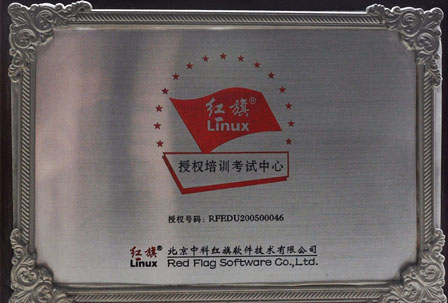 红旗®
Linux
授权培训考试中心
授权号码：RFEDU200500046
红旗® 北京中科红旗软件技术有限公司
Linux Red Flag Software Co.,Ltd.